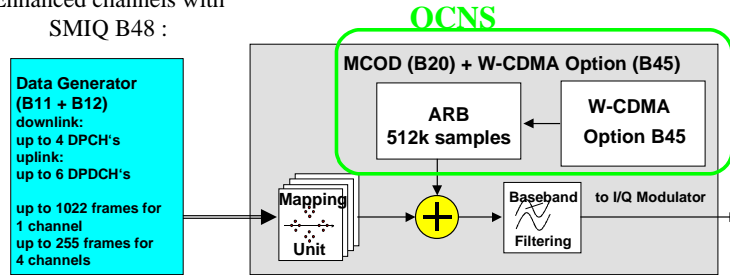 Enhanced channels with
SMIQ B48 :
OCNS
Data Generator
(B11 + B12)
downlink:
up to 4 DPCH's
uplink:
up to 6 DPDCH's
up to 1022 frames for
1 channel
up to 255 frames for
4 channels
MCOD (B20) + W-CDMA Option (B45)
ARB
512k samples
W-CDMA
Option B45
Mapping
Unit
+
Baseband
Filtering
to I/Q Modulator